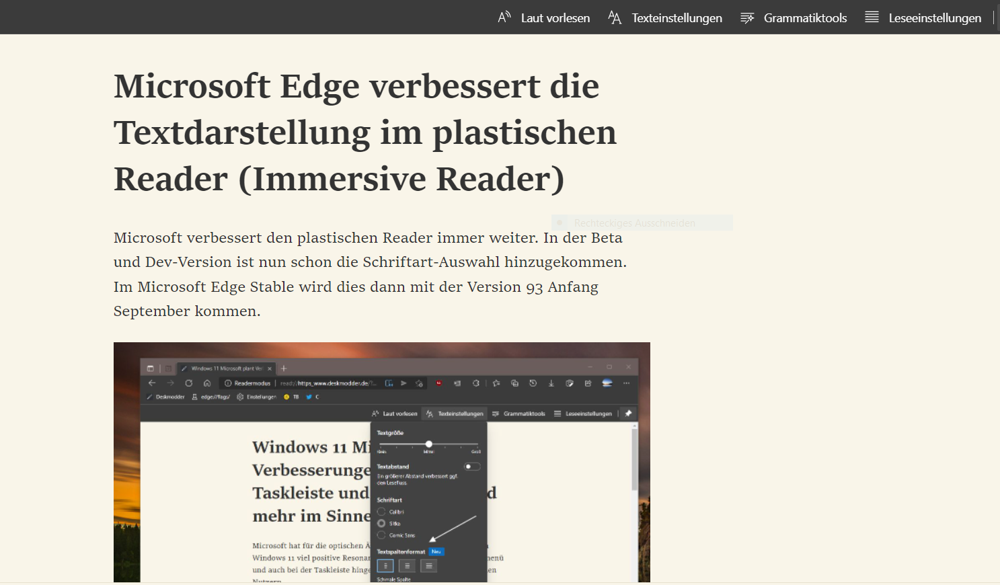 Laut vorlesen Texteinstellungen Grammatiktools Leseeinstellungen
Microsoft Edge verbessert die
Textdarstellung im plastischen
Reader (Immersive Reader)
Rechteckiges Ausschneiden
Microsoft verbessert den plastischen Reader immer weiter. In der Beta
und Dev-Version ist nun schon die Schriftart-Auswahl hinzugekommen.
Im Microsoft Edge Stable wird dies dann mit der Version 93 Anfang
September kommen.
Windows 11 Microsoft plant Ver
Readermodus read://https_www.deskmodder.de/?...
Deskmodder edge://flags/ Einstellungen TB C
Laut vorlesen Texteinstellungen Grammatiktools Leseeinstellungen
Textgröße
Klein Mittel Groß
Textabstand
Ein größerer Abstand verbessert ggf.
den Lesefluss.
Schriftart
Calibri
Sitka
Comic Sans
Textspaltenformat Neu
Schmale Spalte
Windows 11 Mi
Verbesserunge
Taskleiste und d
mehr im Sinne
Microsoft hat für die optischen Ä
Windows 11 viel positive Resonan enü
und auch bei der Taskleiste hinge en
Nutzern